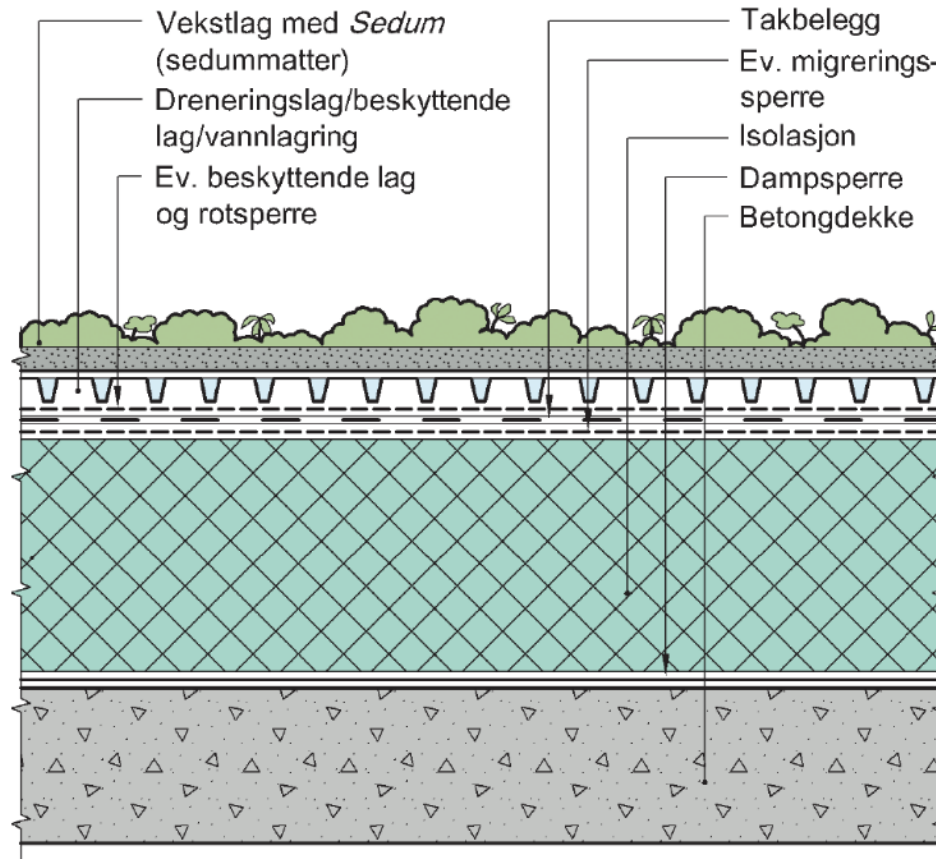 Vekstlag med Sedum
(sedummatter)
Dreneringslag/beskyttende
lag/vannlagring
Ev. beskyttende lag
og rotsperre
Takbelegg
Ev. migrerings-
sperre
Isolasjon
Dampsperre
Betongdekke